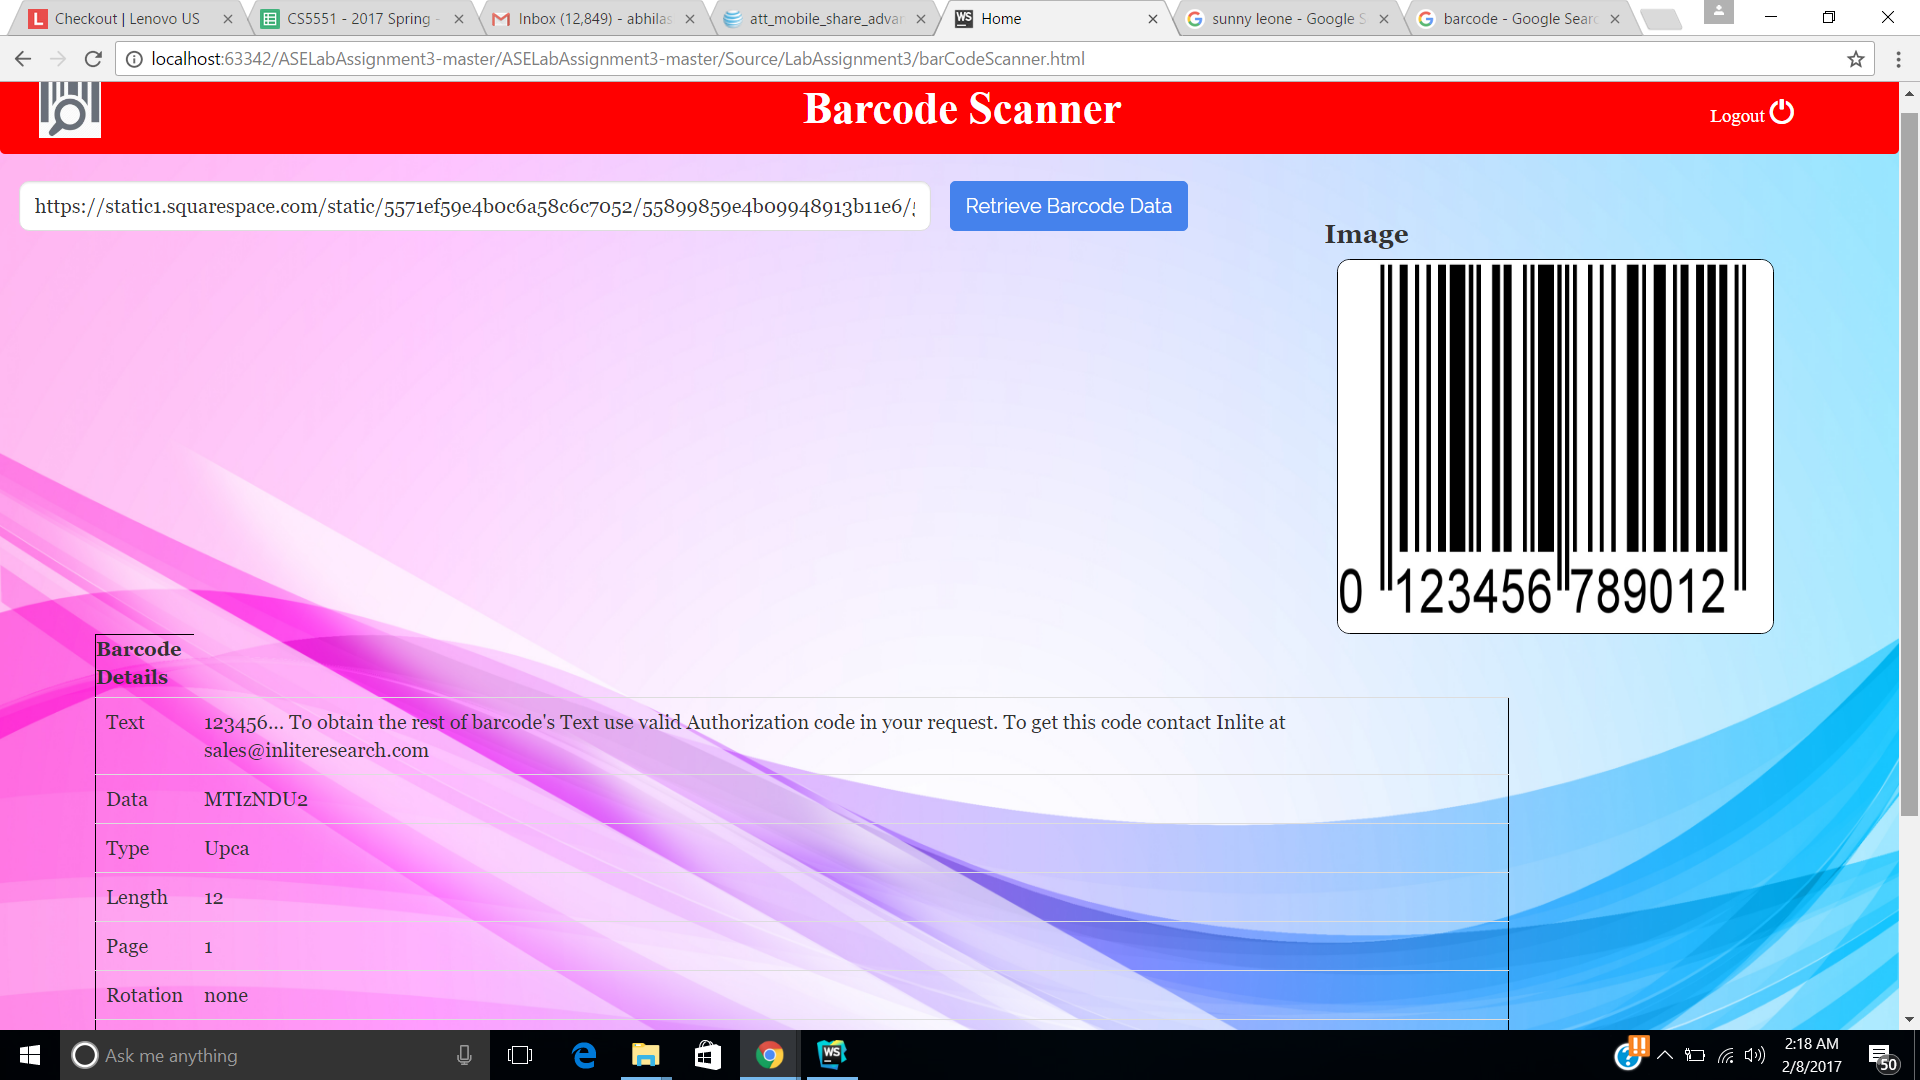 Checkout | Lenovo US
CS5551 - 2017 Spring -
Inbox (12,849) - abhilas
att_mobile_share_advar
WS Home
sunny leone - Google S
barcode - Google Searc
localhost:63342/ASELabAssignment3-master/ASELabAssignment3-master/Source/LabAssignment3/barCodeScanner.html
Barcode Scanner
Logout
https://static1.squarespace.com/static/5571ef59e4b0c6a58c6c7052/55899859e4b09948913b11e6/
Retrieve Barcode Data
Image
0 123456 789012
Barcode
Details
Text 123456... To obtain the rest of barcode's Text use valid Authorization code in your request. To get this code contact Inlite at
sales@inliteresearch.com
Data MTIzNDU2
Type Upca
Length 12
Page 1
Rotation none
Ask me anything
WS
2:18 AM
2/8/2017
50